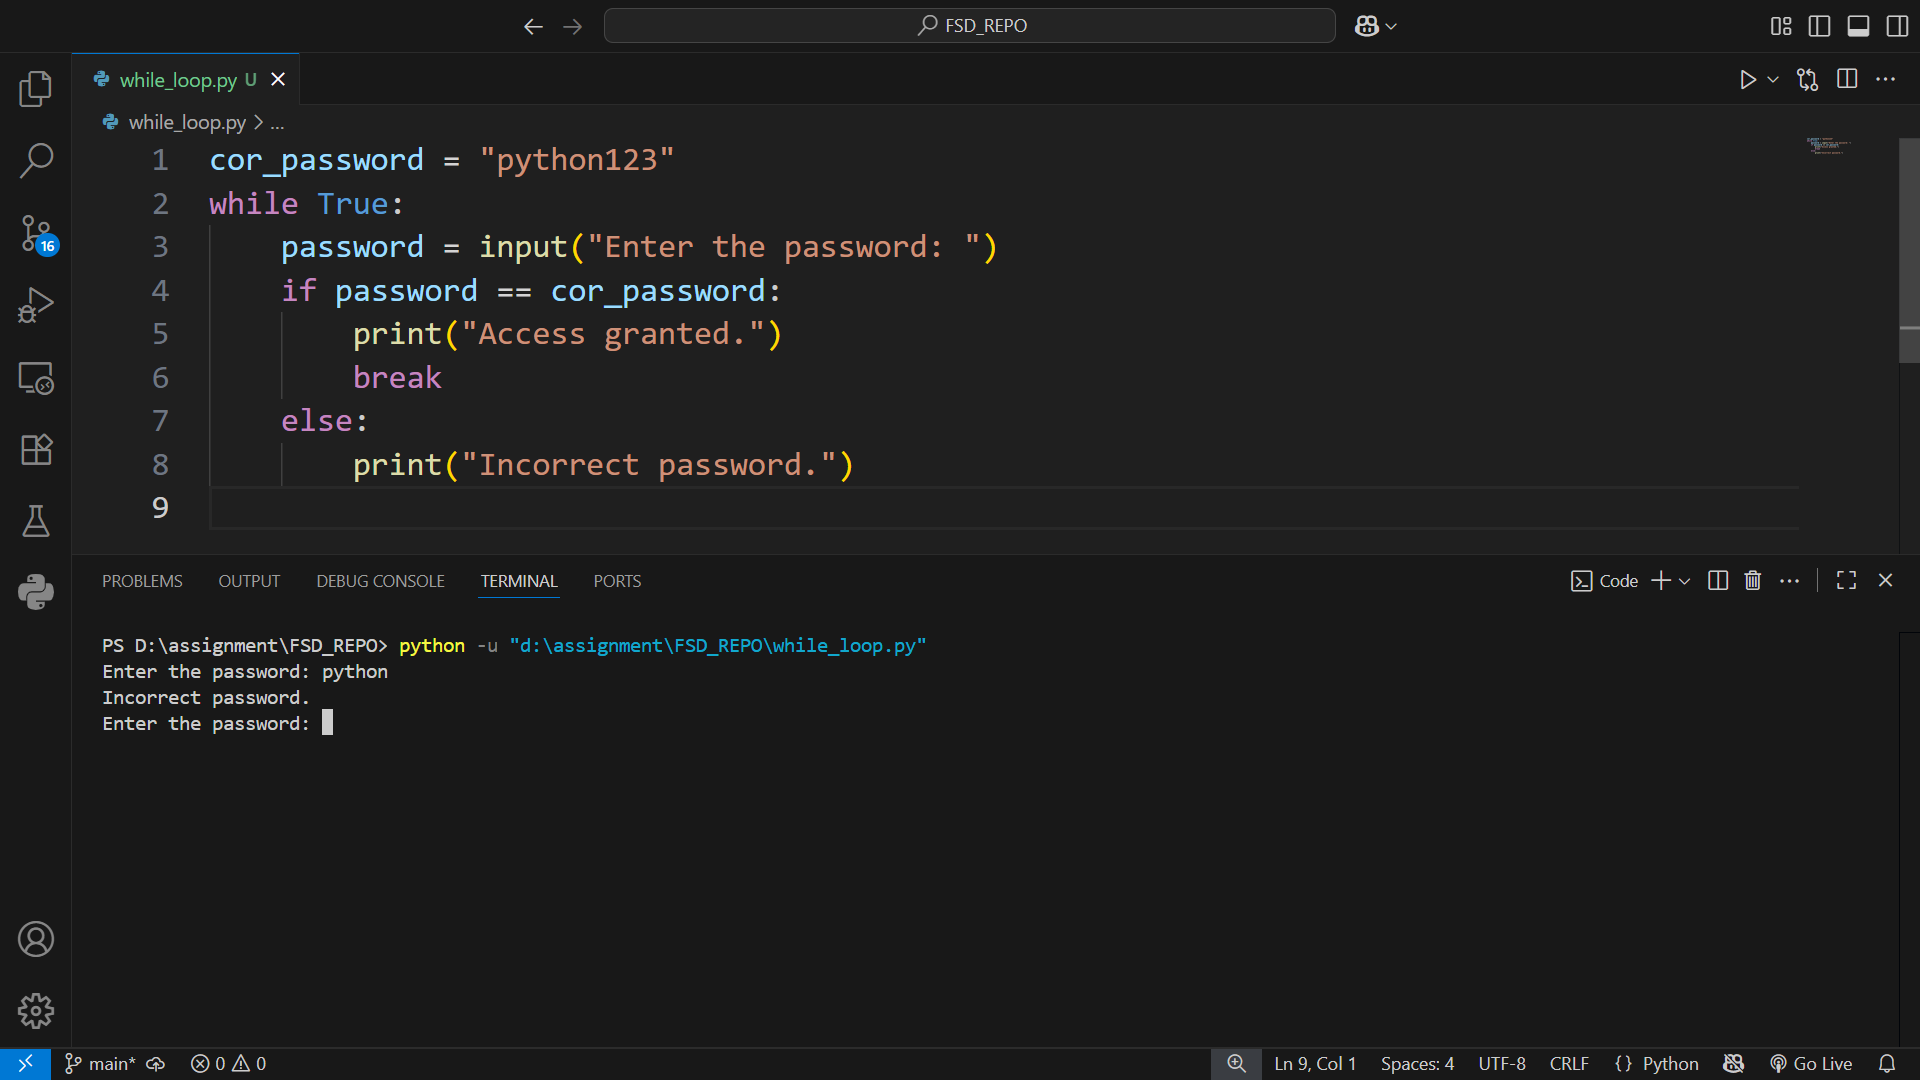 FSD_REPO
while_loop.py U
while_loop.py > ...
1 cor_password = "python123"
2 while True:
3     password = input("Enter the password: ")
4     if password == cor_password:
5         print("Access granted.")
6         break
7     else:
8         print("Incorrect password.")
9
16
PROBLEMS OUTPUT DEBUG CONSOLE TERMINAL PORTS Code
PS D:\assignment\FSD_REPO> python -u "d:\assignment\FSD_REPO\while_loop.py"
Enter the password: python
Incorrect password.
Enter the password:
main* 0 0 Ln 9, Col 1 Spaces: 4 UTF-8 CRLF {} Python Go Live